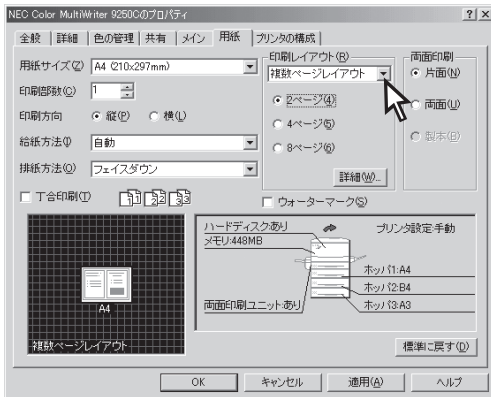 NEC Color MultiWriter 9250Cのプロパティ
全般 詳細 色の管理 共有 メイン 用紙 プリンタの構成
用紙サイズ(Z) A4 (210x297mm)
印刷部数(C) 1
印刷方向 縦(P) 横(L)
給紙方法(I) 自動
排紙方法(O) フェイスダウン
丁合印刷(T)
印刷レイアウト(R)
複数ページレイアウト
2ページ(4)
4ページ(5)
8ページ(6)
詳細(W)...
両面印刷
片面(N)
両面(U)
製本(B)
ウォーターマーク(S)
A4
複数ページレイアウト
ハードディスク:あり
メモリ:448MB
プリンタ設定:手動
ホッパ1:A4
ホッパ2:B4
両面印刷ユニット:あり
ホッパ3:A3
標準に戻す(D)
OK キャンセル 適用(A) ヘルプ